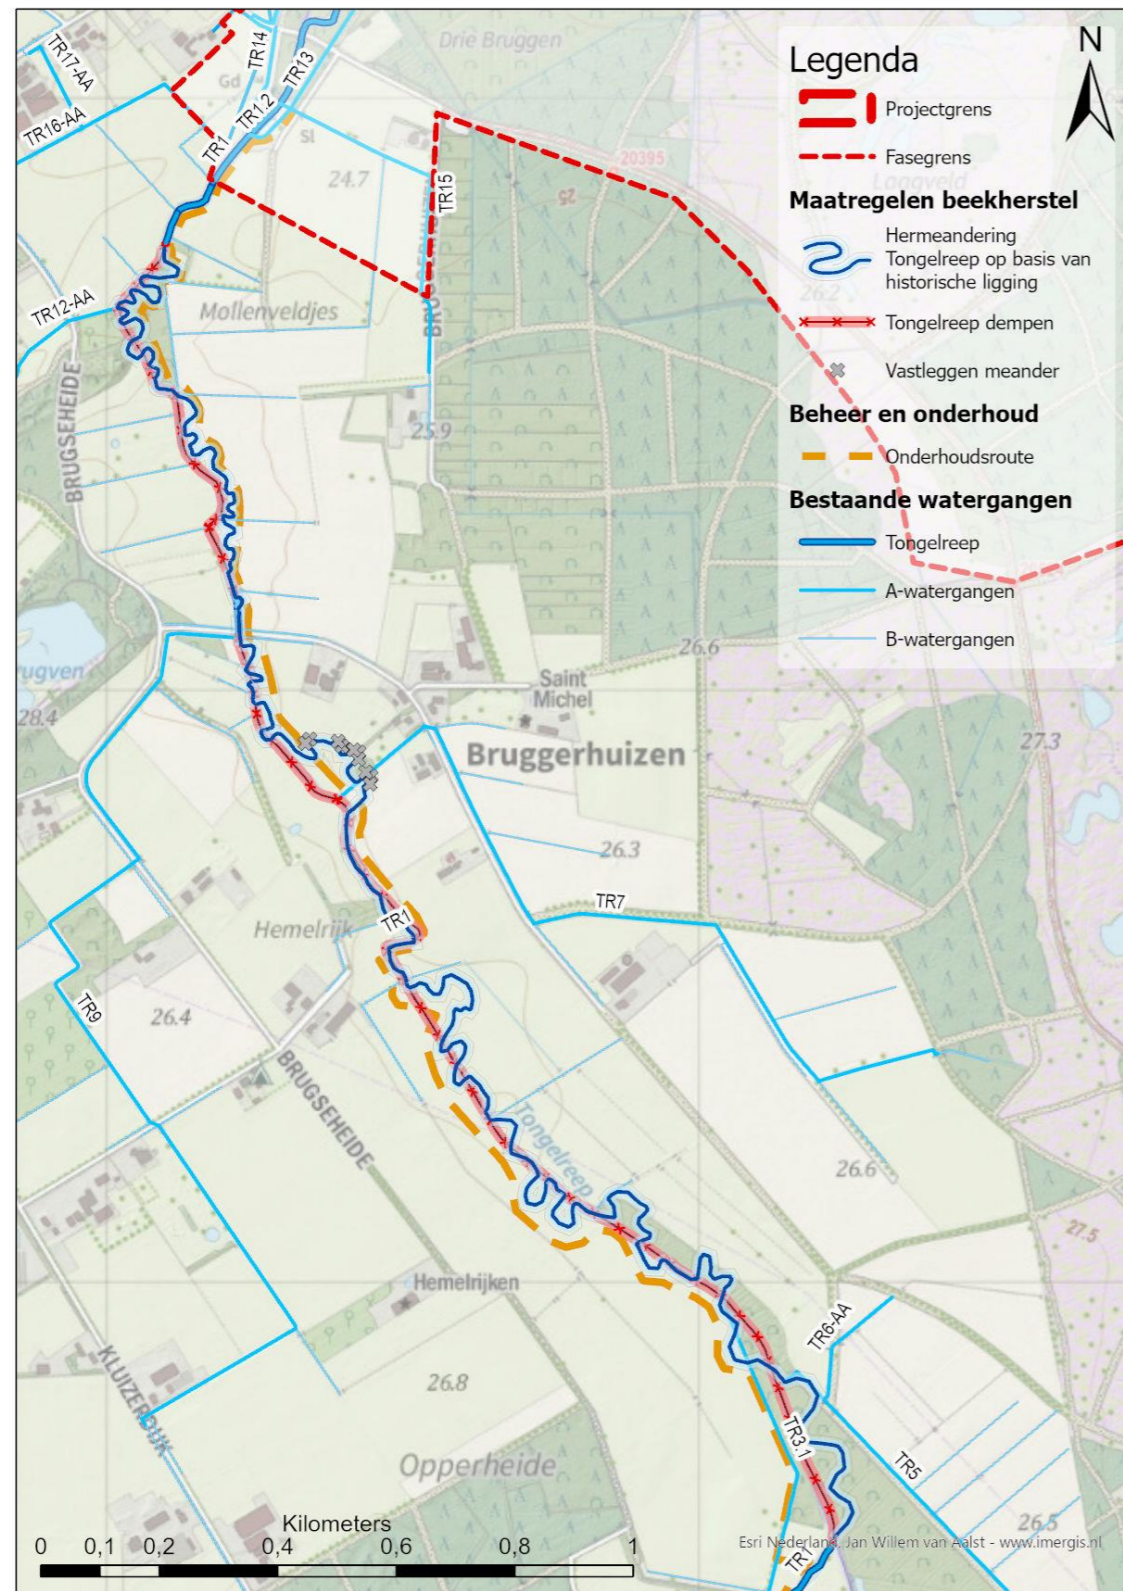 Legenda
N
Projectgrens
Fasegrens
Maatregelen beekherstel
Hermeandering
Tongelreep op basis van
historische ligging
Tongelreep dempen
Vastleggen meander
Beheer en onderhoud
Onderhoudsroute
Bestaande watergangen
Tongelreep
A-watergangen
B-watergangen
TR17-AA
TR14
TR13
Drie Bruggen
Gd
TR16-AA
TR1.2
TR1
Sl
20395
Laagveld
24.7
TR15
25
26.2
TR12-AA
Mollenveldjes
BRUGSEHEIDE
25.9
26.6
Saint
Michel
28.4
27.3
Bruggerhuizen
26.3
TR7
TR1
Hemelrijk
TR9
26.4
BRUGSEHEIDE
Tongelreep
26.6
27.5
Hemelrijken
TR6-AA
KLUIZERDIJK
26.8
TR3.1
Opperheide
TR5
26.5
Kilometers
0 0,1 0,2 0,4 0,6 0,8 1
TR1
Esri Nederland, Jan Willem van Aalst - www.imergis.nl